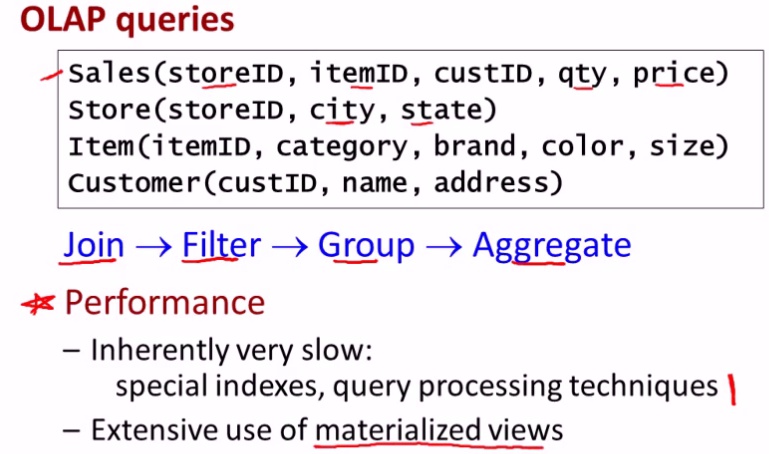 OLAP queries
Sales(storeID, itemID, custID, qty, price)
Store(storeID, city, state)
Item(itemID, category, brand, color, size)
Customer(custID, name, address)
Join → Filter → Group → Aggregate
Performance
– Inherently very slow:
special indexes, query processing techniques
– Extensive use of materialized views